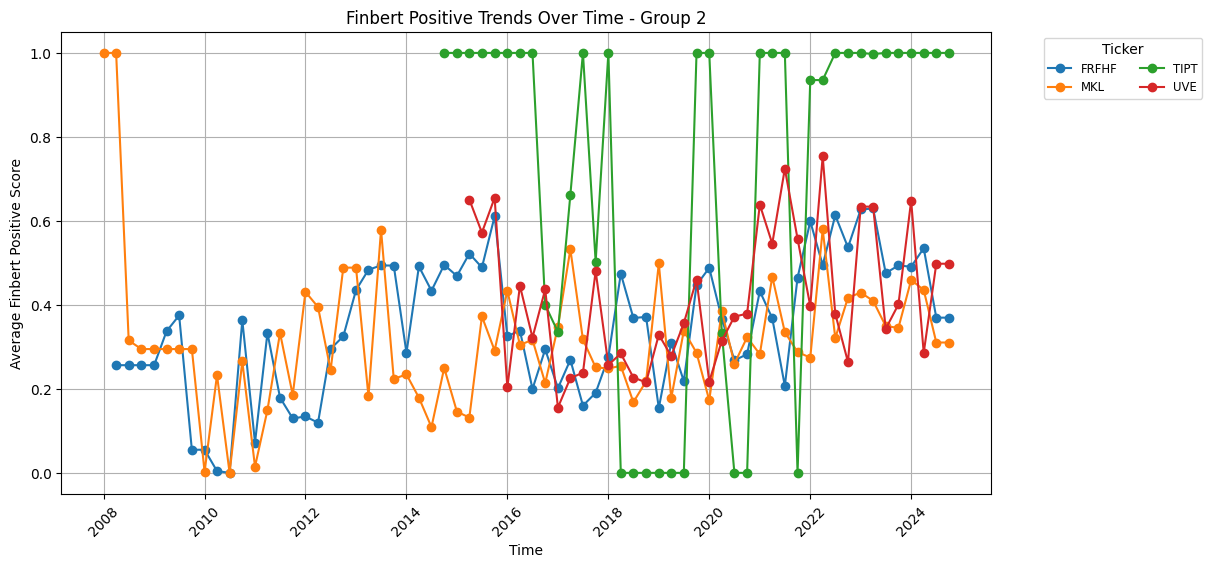 Finbert Positive Trends Over Time - Group 2
Average Finbert Positive Score
1.0
0.8
0.6
0.4
0.2
0.0
2008
2010
2012
2014
2016
2018
2020
2022
2024
Time
Ticker
FRFHF
MKL
TIPT
UVE